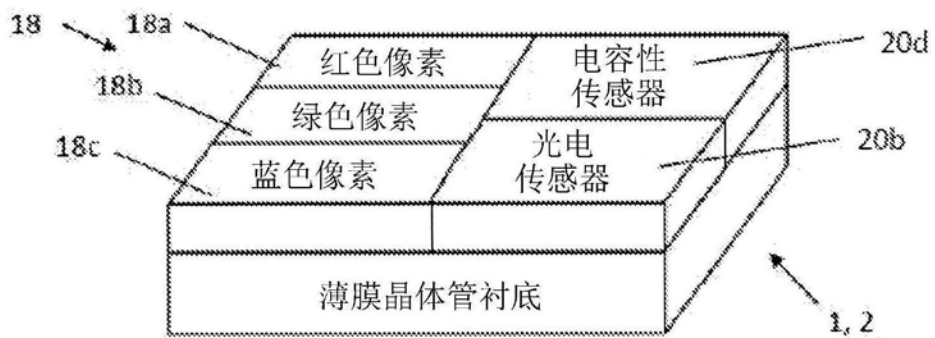 18
18a
红色像素
电容性
传感器
20d
18b
绿色像素
18c
蓝色像素
光电
传感器
20b
薄膜晶体管衬底
1, 2